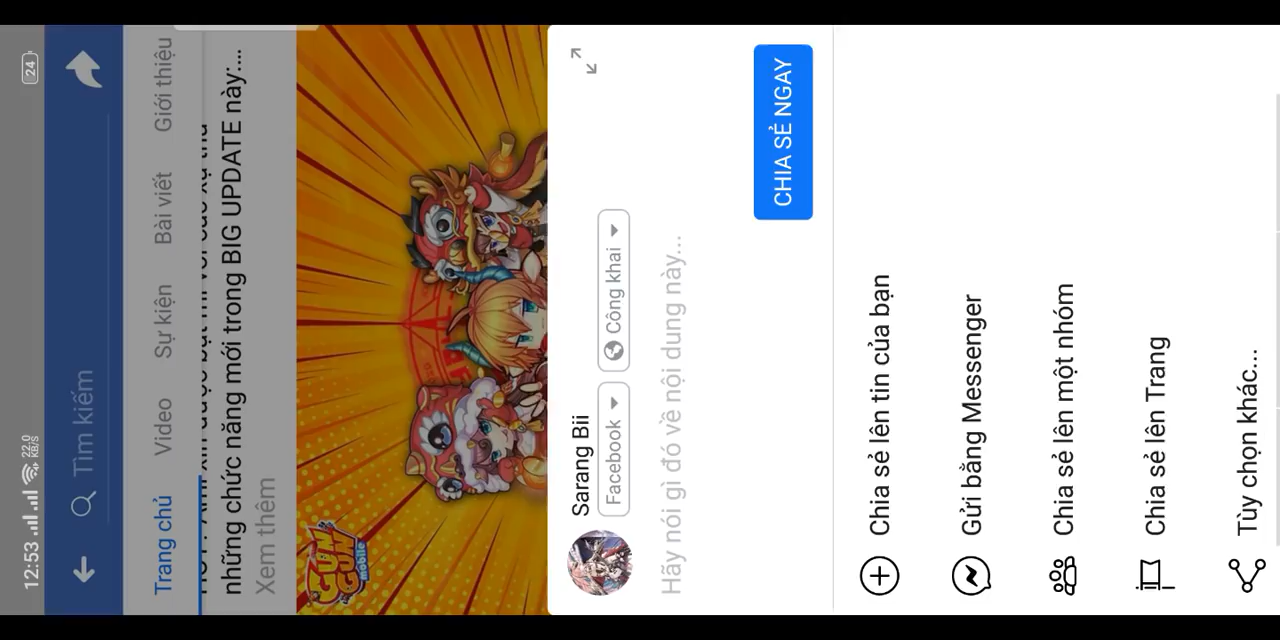 12:53
22.0
KB/s
24
Tìm kiếm
Trang chủ
Video
Sự kiện
Bài viết
Giới thiệu
những chức năng mới trong BIG UPDATE này:...
Xem thêm
GUN GUN
mobile
Sarang Bii
Facebook
Công khai
Hãy nói gì đó về nội dung này...
CHIA SẺ NGAY
Chia sẻ lên tin của bạn
Gửi bằng Messenger
Chia sẻ lên một nhóm
Chia sẻ lên Trang
Tùy chọn khác...